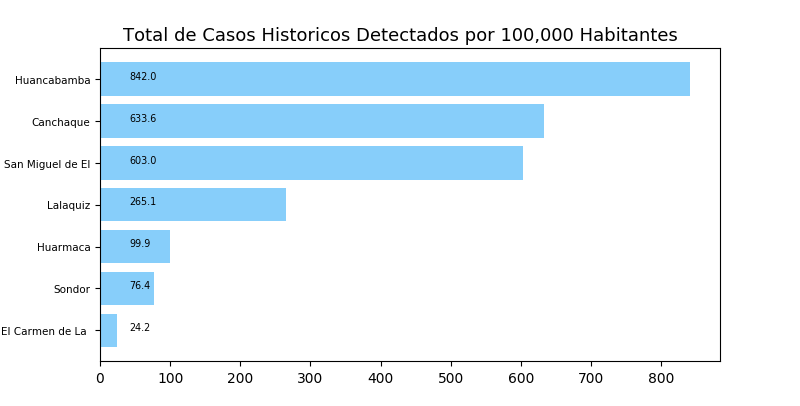 Total de Casos Historicos Detectados por 100,000 Habitantes
Huancabamba 842.0
Canchaque 633.6
San Miguel de El 603.0
Lalaquiz 265.1
Huarmaca 99.9
Sondor 76.4
El Carmen de La 24.2
0 100 200 300 400 500 600 700 800